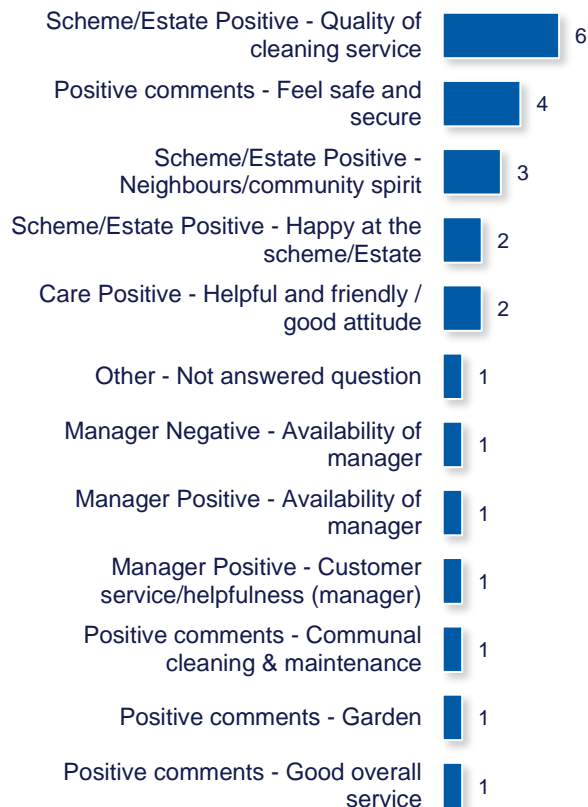 Scheme/Estate Positive - Quality of
cleaning service
6
Positive comments - Feel safe and
secure
4
Scheme/Estate Positive -
Neighbours/community spirit
3
Scheme/Estate Positive - Happy at the
scheme/Estate
2
Care Positive - Helpful and friendly /
good attitude
2
Other - Not answered question
1
Manager Negative - Availability of
manager
1
Manager Positive - Availability of
manager
1
Manager Positive - Customer
service/helpfulness (manager)
1
Positive comments - Communal
cleaning & maintenance
1
Positive comments - Garden
1
Positive comments - Good overall
service
1